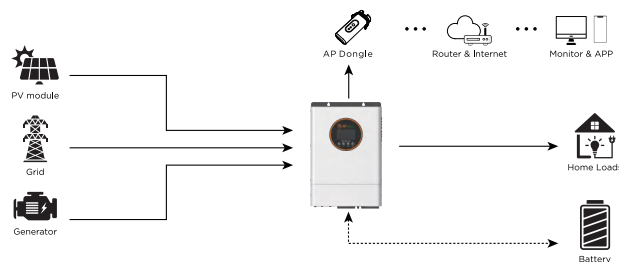 AP Dongle
Router & Internet
Monitor & APP
PV module
Grid
Home Loads
Generator
Battery